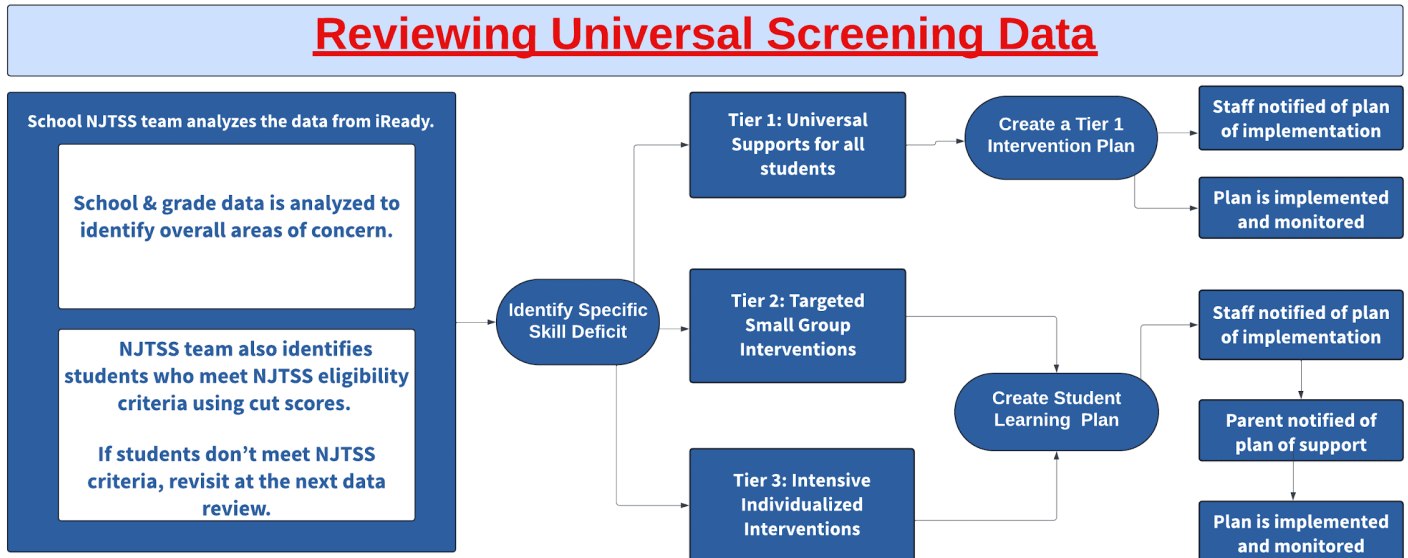 Reviewing Universal Screening Data
School NJTSS team analyzes the data from iReady.
School & grade data is analyzed to
identify overall areas of concern.
NJTSS team also identifies
students who meet NJTSS eligibility
criteria using cut scores.
If students don’t meet NJTSS
criteria, revisit at the next data
review.
Identify Specific
Skill Deficit
Tier 1: Universal
Supports for all
students
Create a Tier 1
Intervention Plan
Staff notified of plan
of implementation
Plan is implemented
and monitored
Tier 2: Targeted
Small Group
Interventions
Tier 3: Intensive
Individualized
Interventions
Create Student
Learning Plan
Staff notified of plan
of implementation
Parent notified of
plan of support
Plan is implemented
and monitored